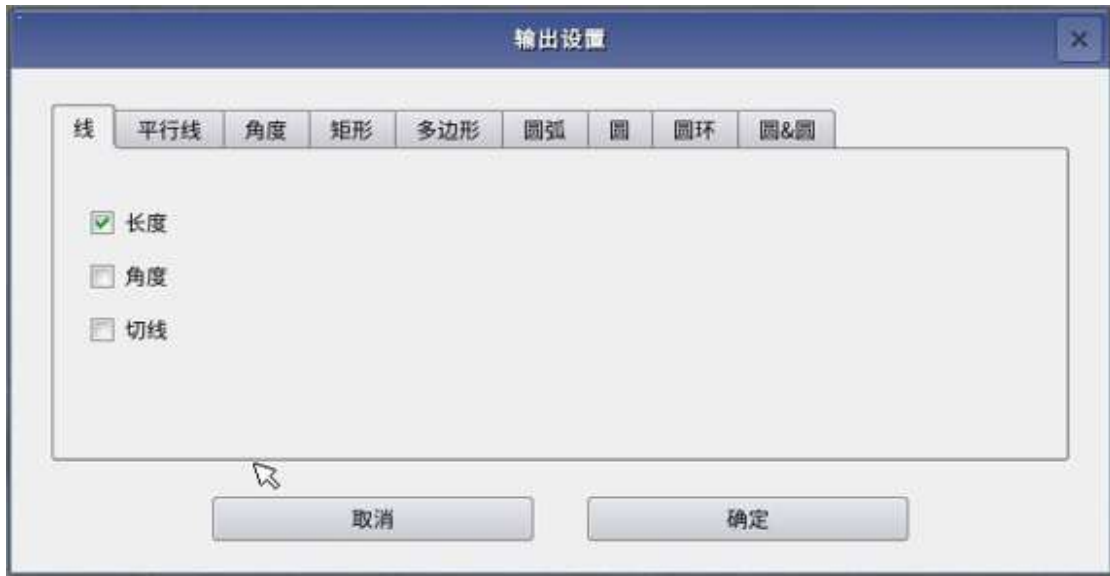 输出设置
线 平行线 角度 矩形 多边形 圆弧 圆 圆环 圆&圆
长度
角度
切线
取消 确定